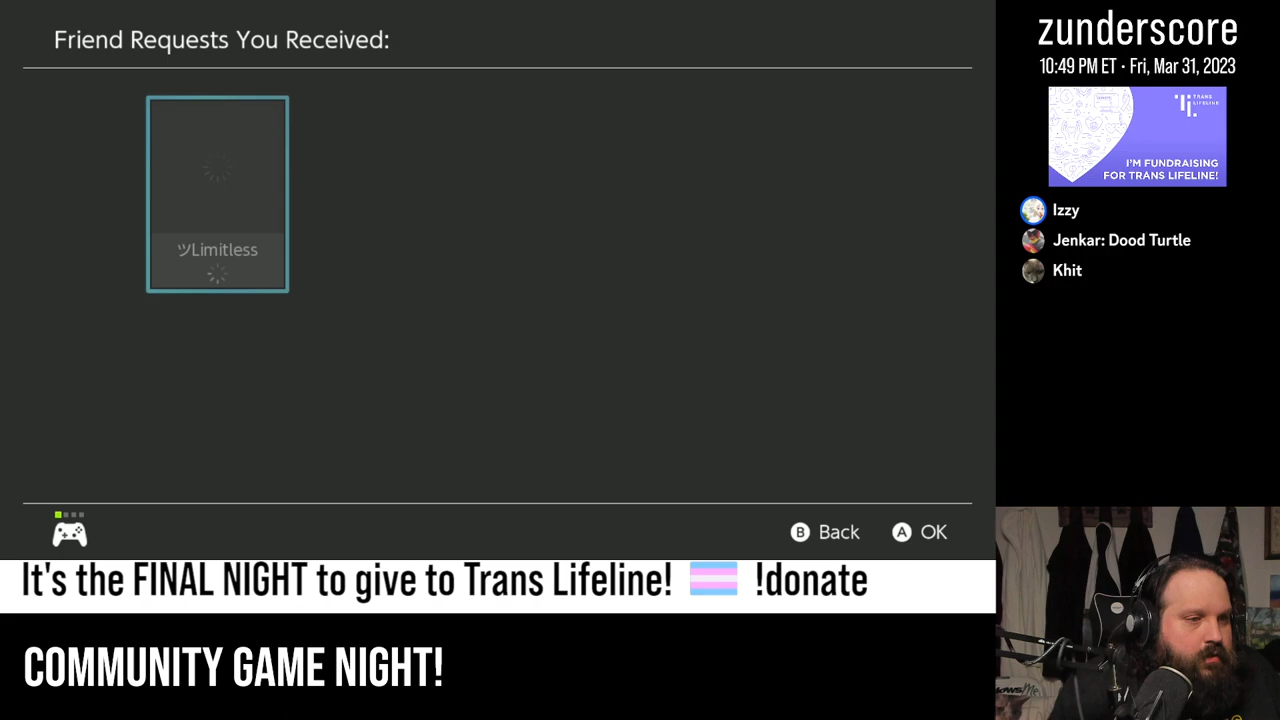 Friend Requests You Received:
ツLimitless
B Back
A OK
It's the FINAL NIGHT to give to Trans Lifeline! !donate
COMMUNITY GAME NIGHT!
zunderscore
10:49 PM ET • Fri, Mar 31, 2023
TRANS
LIFELINE
I'M FUNDRAISING
FOR TRANS LIFELINE!
Izzy
Jenkar: Dood Turtle
Khit